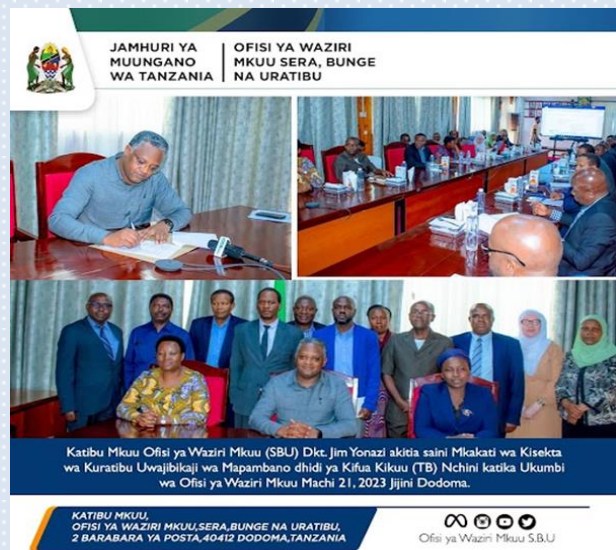 JAMHURI YA
MUUNGANO
WA TANZANIA
OFISI YA WAZIRI
MKUU SERA, BUNGE
NA URATIBU
Katibu Mkuu Ofisi ya Waziri Mkuu (SBU) Dkt. Jim Yonazi akitia saini Mkakati wa Kisekta
wa Kuratibu Uwajibikaji wa Mapambano dhidi ya Kifua Kikuu (TB) Nchini katika Ukumbi
wa Ofisi ya Waziri Mkuu Machi 21, 2023 Jijini Dodoma.
KATIBU MKUU,
OFISI YA WAZIRI MKUU,SERA,BUNGE NA URATIBU,
2 BARABARA YA POSTA,40412 DODOMA,TANZANIA
Ofisi ya Waziri Mkuu S.B.U